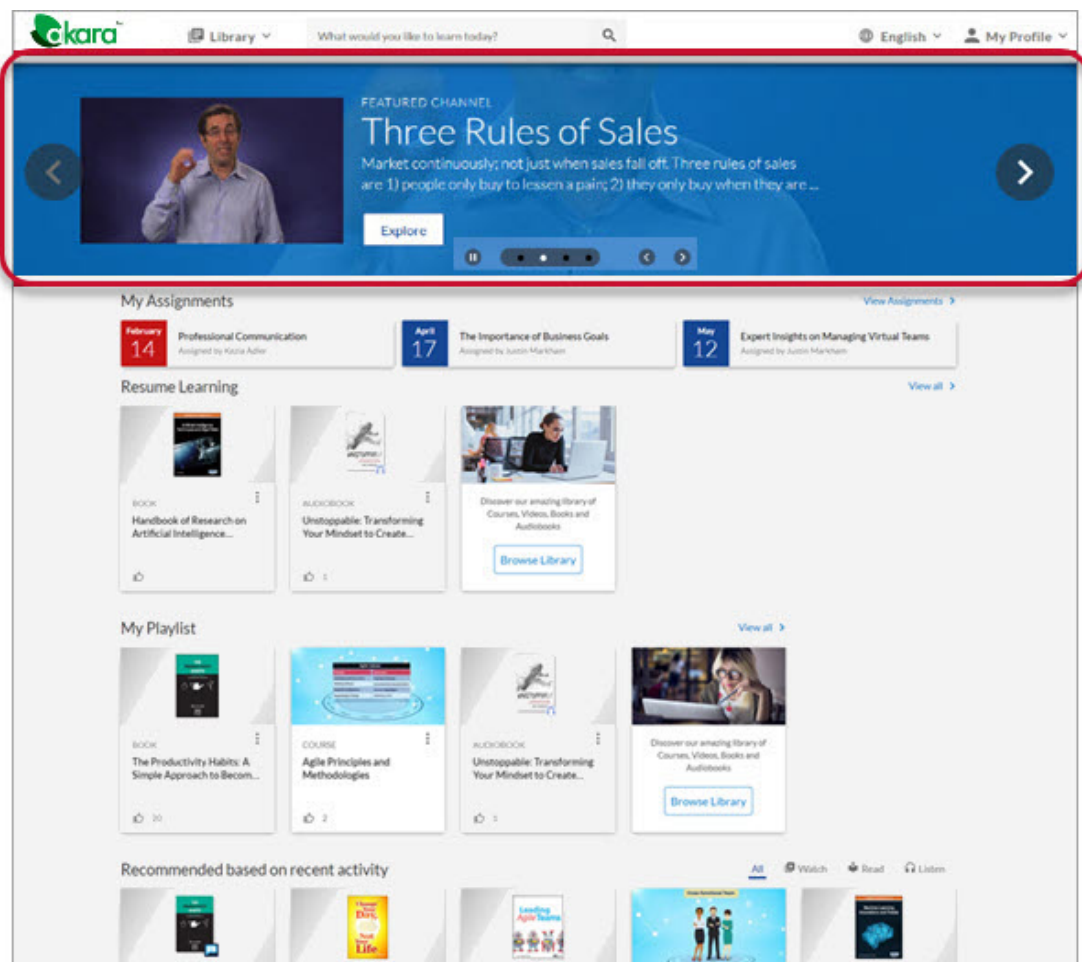 akara
Library
What would you like to learn today?
English
My Profile
FEATURED CHANNEL
Three Rules of Sales
Market continuously; not just when sales fall off. Three rules of sales
are 1) people only buy to lessen a pain; 2) they only buy when they are ...
Explore
My Assignments
View Assignments
February
14
Professional Communication
Assigned by Kezia Adler
April
17
The Importance of Business Goals
Assigned by Justin Markham
May
12
Expert Insights on Managing Virtual Teams
Assigned by Justin Markham
Resume Learning
View all
BOOK
Handbook of Research on
Artificial Intelligence...
AUDIOBOOK
Unstoppable: Transforming
Your Mindset to Create...
1
Discover our amazing library of
Courses, Videos, Books and
Audiobooks
Browse Library
My Playlist
View all
BOOK
The Productivity Habits: A
Simple Approach to Becom...
20
COURSE
Agile Principles and
Methodologies
2
AUDIOBOOK
Unstoppable: Transforming
Your Mindset to Create...
1
Discover our amazing library of
Courses, Videos, Books and
Audiobooks
Browse Library
Recommended based on recent activity
All
Watch
Read
Listen
Change
Your
Day,
Not
Your
Life
Leading
Agile Teams